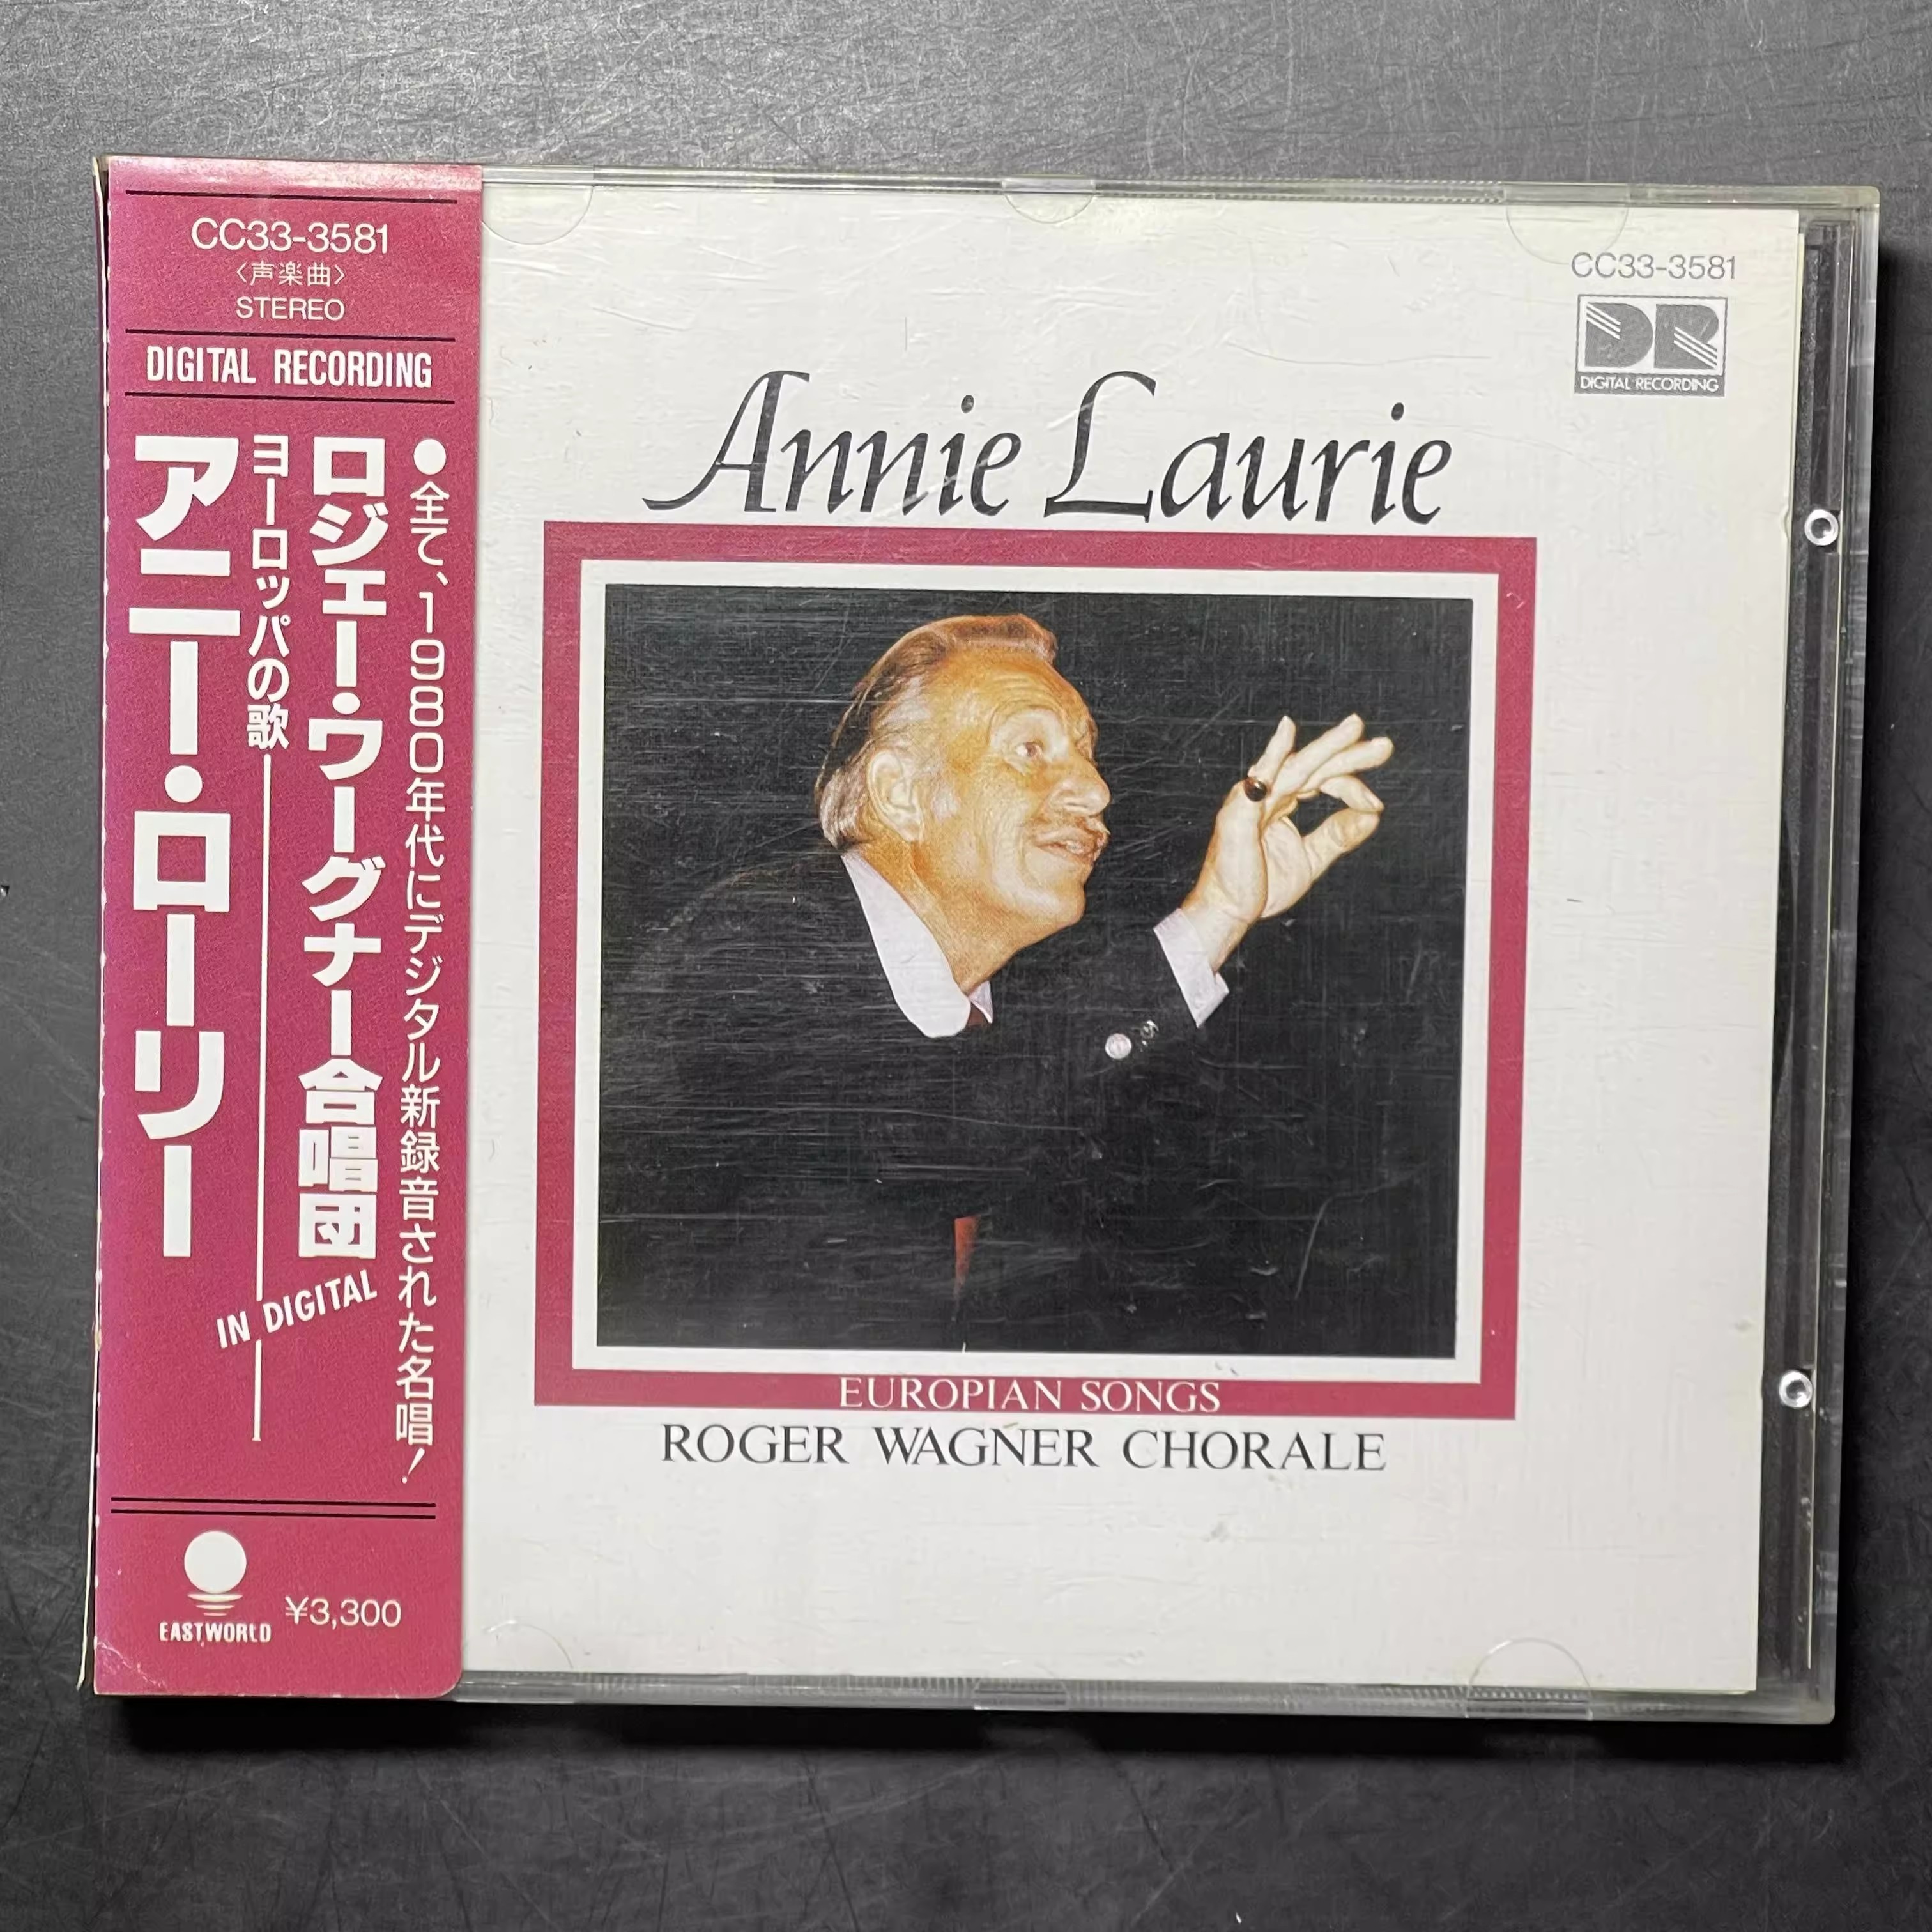 CC33-3581
〈声楽曲〉
STEREO
DIGITAL RECORDING
●全て、1980年代にデジタル新録音された名唱!
ロジェー・ワーグナー合唱団
IN DIGITAL
ヨーロッパの歌
アニー・ローリー
EASTWORLD
¥3,300
CC33-3581
DR
DIGITAL RECORDING
Annie Laurie
EUROPIAN SONGS
ROGER WAGNER CHORALE